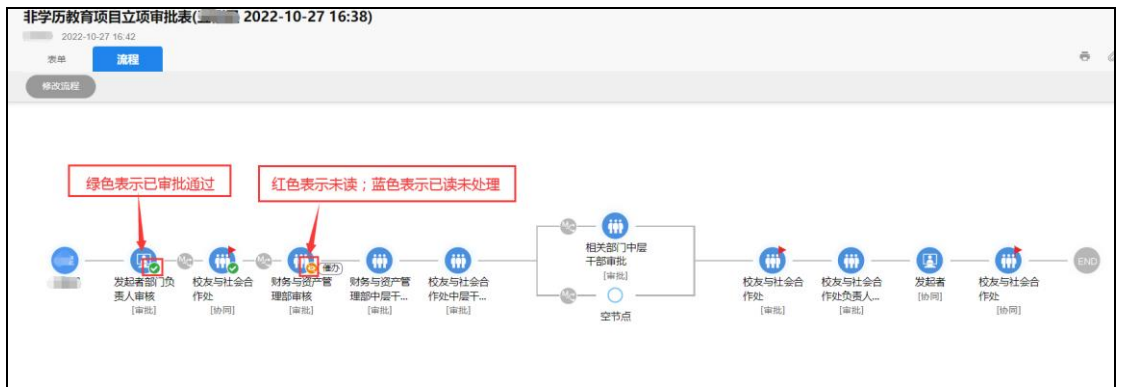 非学历教育项目立项审批表( 2022-10-27 16:38)
2022-10-27 16:42
表单 流程
修改流程
绿色表示已审批通过
红色表示未读；蓝色表示已读未处理
催办
发起者部门负
责人审核
[审批]
校友与社会合
作处
[协同]
财务与资产管
理部审核
[审批]
财务与资产管
理部中层干...
[审批]
校友与社会合
作处中层干...
[审批]
相关部门中层
干部审批
[审批]
空节点
校友与社会合
作处
[审批]
校友与社会合
作处负责人...
[审批]
发起者
[协同]
校友与社会合
作处
[协同]
END